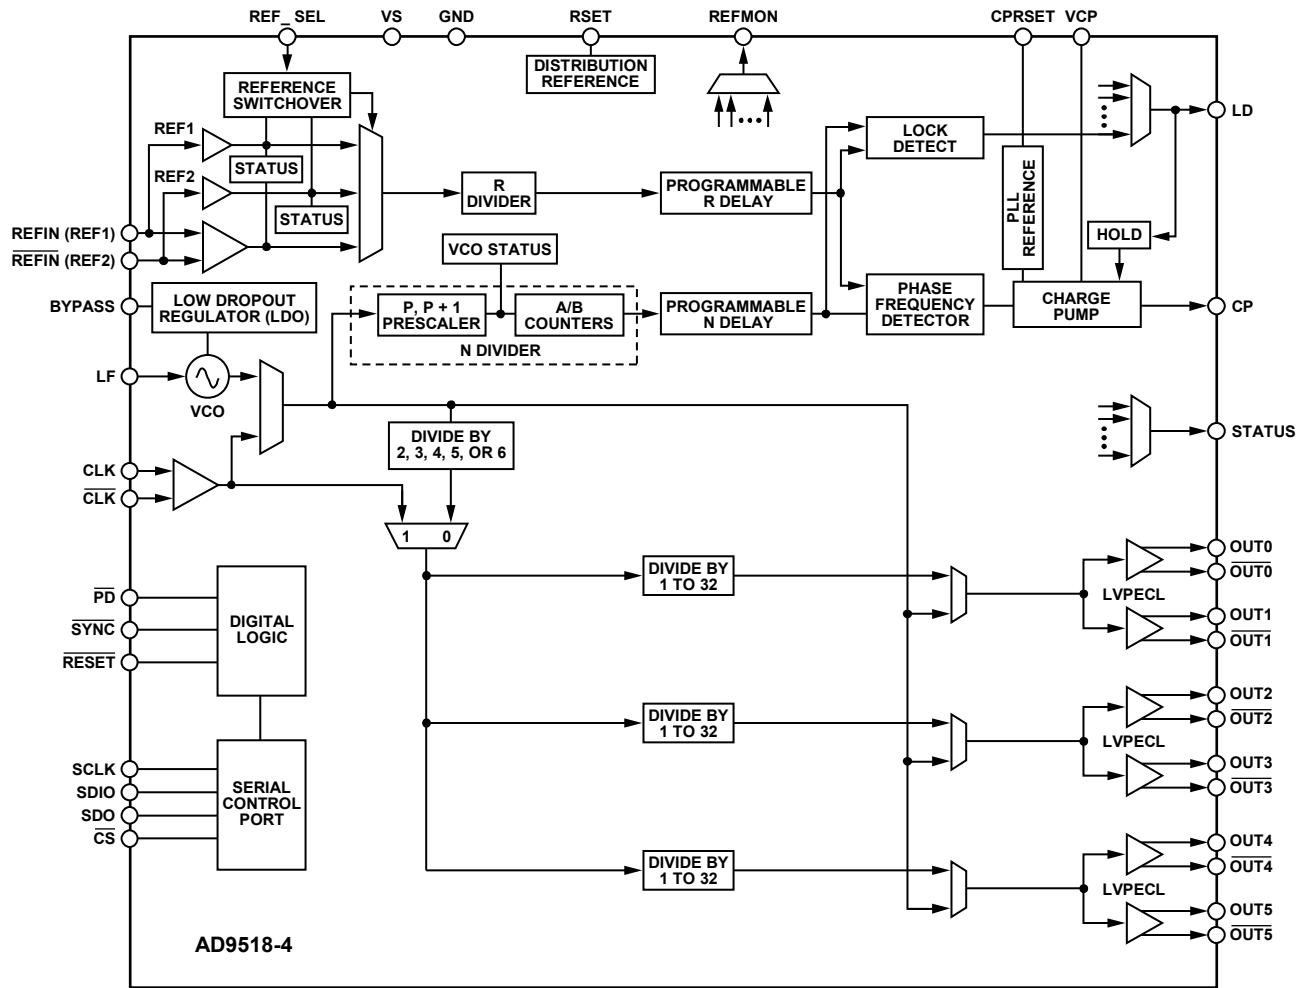 REF_SEL
VS
GND
RSET
REFMON
CPRSET
VCP
DISTRIBUTION
REFERENCE
REFERENCE
SWITCHOVER
REF1
STATUS
REF2
STATUS
R
DIVIDER
PROGRAMMABLE
R DELAY
LOCK
DETECT
LD
PLL
REFERENCE
HOLD
REFIN (REF1)
REFIN (REF2)
BYPASS
LOW DROPOUT
REGULATOR (LDO)
VCO STATUS
P, P + 1
PRESCALER
A/B
COUNTERS
N DIVIDER
PROGRAMMABLE
N DELAY
PHASE
FREQUENCY
DETECTOR
CHARGE
PUMP
CP
LF
VCO
STATUS
DIVIDE BY
2, 3, 4, 5, OR 6
CLK
CLK
1 0
PD
SYNC
RESET
DIGITAL
LOGIC
DIVIDE BY
1 TO 32
LVPECL
OUT0
OUT0
OUT1
OUT1
DIVIDE BY
1 TO 32
LVPECL
OUT2
OUT2
OUT3
OUT3
SCLK
SDIO
SDO
CS
SERIAL
CONTROL
PORT
DIVIDE BY
1 TO 32
LVPECL
OUT4
OUT4
OUT5
OUT5
AD9518-4